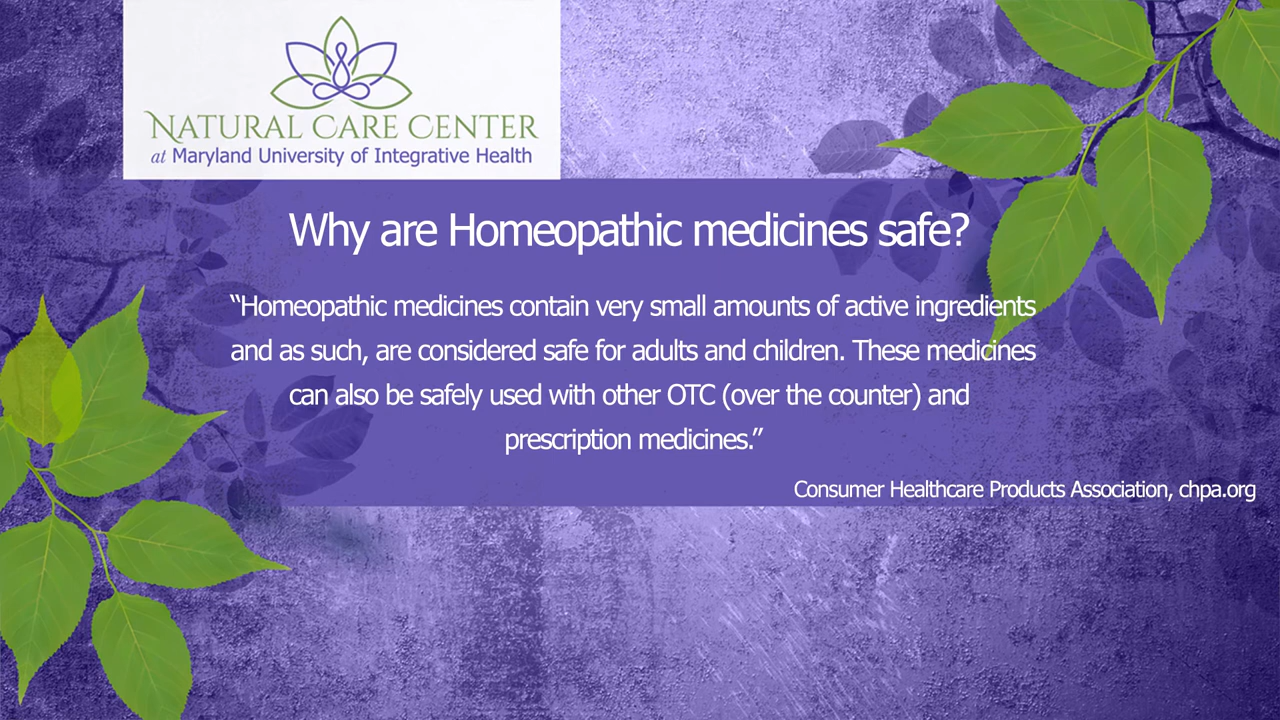 NATURAL CARE CENTER
at Maryland University of Integrative Health
Why are Homeopathic medicines safe?
“Homeopathic medicines contain very small amounts of active ingredients
and as such, are considered safe for adults and children. These medicines
can also be safely used with other OTC (over the counter) and
prescription medicines.”
Consumer Healthcare Products Association, chpa.org